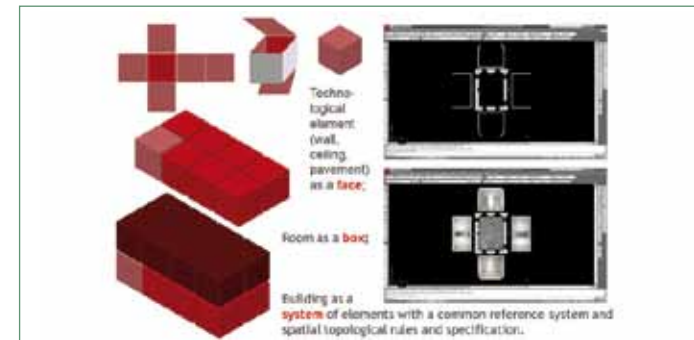 Techno-
logical
element
(wall,
ceiling,
pavement)
as a face;
Room as a box;
Building as a
system of elements with a common reference system and
spatial topological rules and specification.